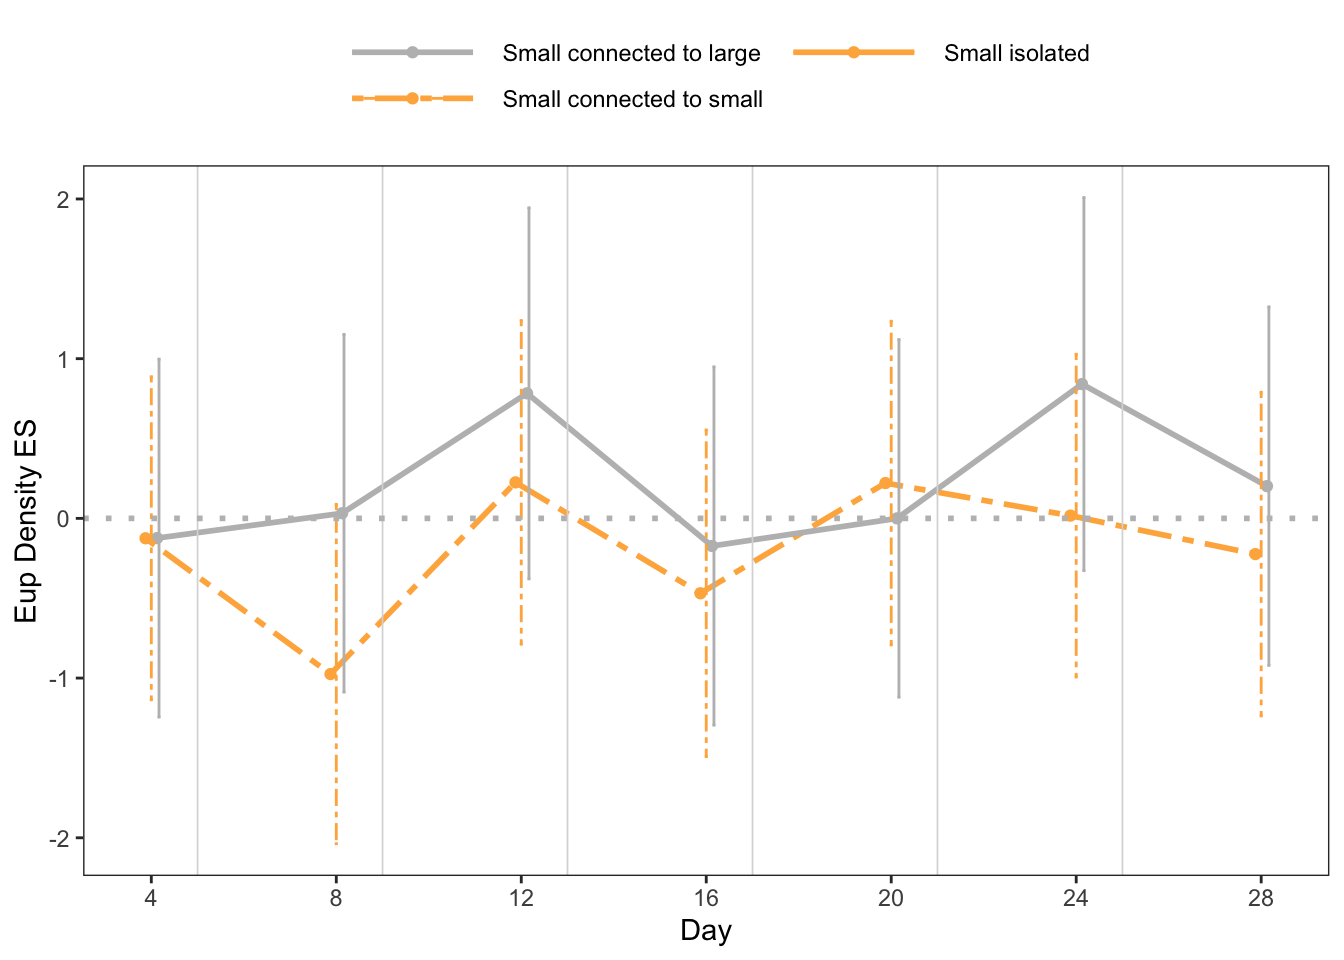 Small connected to large
Small isolated
Small connected to small
Eup Density ES
2
1
0
-1
-2
4 8 12 16 20 24 28
Day